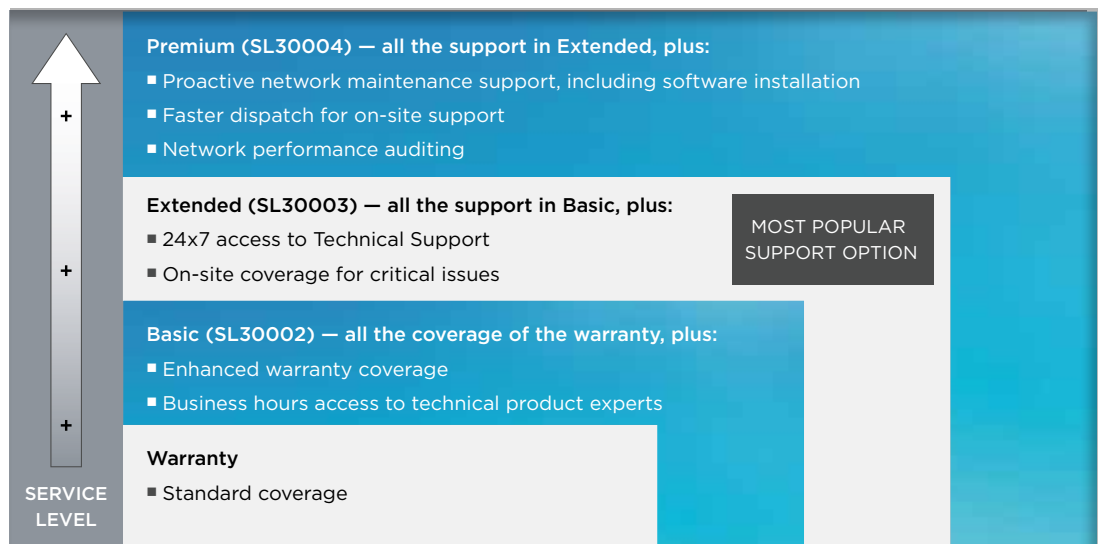 Premium (SL30004) — all the support in Extended, plus:
■ Proactive network maintenance support, including software installation
■ Faster dispatch for on-site support
■ Network performance auditing
+
Extended (SL30003) — all the support in Basic, plus:
■ 24x7 access to Technical Support
■ On-site coverage for critical issues
MOST POPULAR
SUPPORT OPTION
+
Basic (SL30002) — all the coverage of the warranty, plus:
■ Enhanced warranty coverage
■ Business hours access to technical product experts
+
Warranty
■ Standard coverage
SERVICE
LEVEL